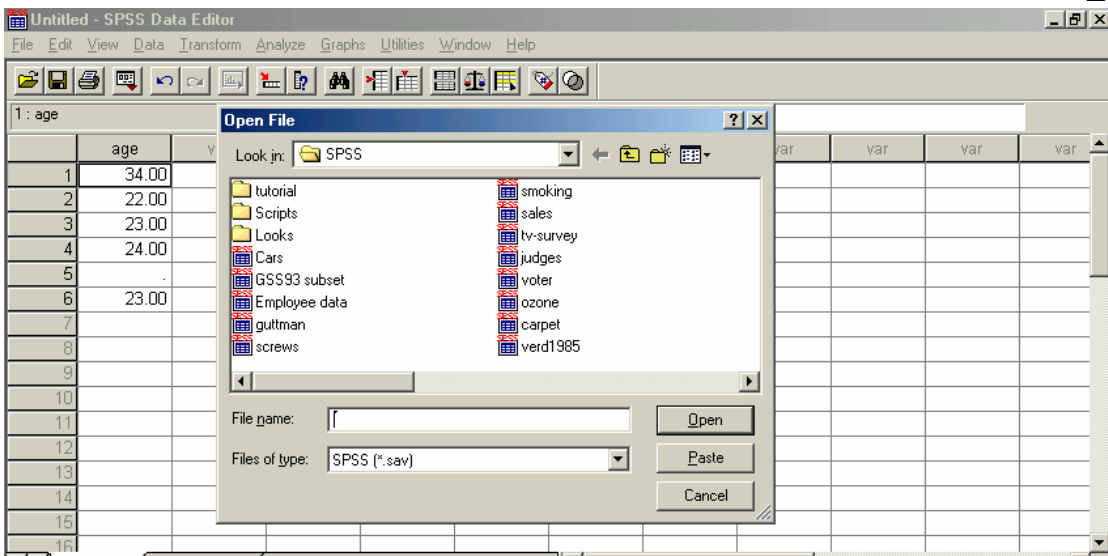 Untitled - SPSS Data Editor
File Edit View Data Transform Analyze Graphs Utilities Window Help
1 : age
Open File
Look in: SPSS
age var var var var
1 34.00
2 22.00
3 23.00
4 24.00
5 .
6 23.00
7
8
9
10
11
12
13
14
15
16
tutorial
Scripts
Looks
Cars
GSS93 subset
Employee data
guttman
screws
smoking
sales
tv-survey
judges
voter
ozone
carpet
verd1985
File name:
Open
Files of type: SPSS (*.sav)
Paste
Cancel